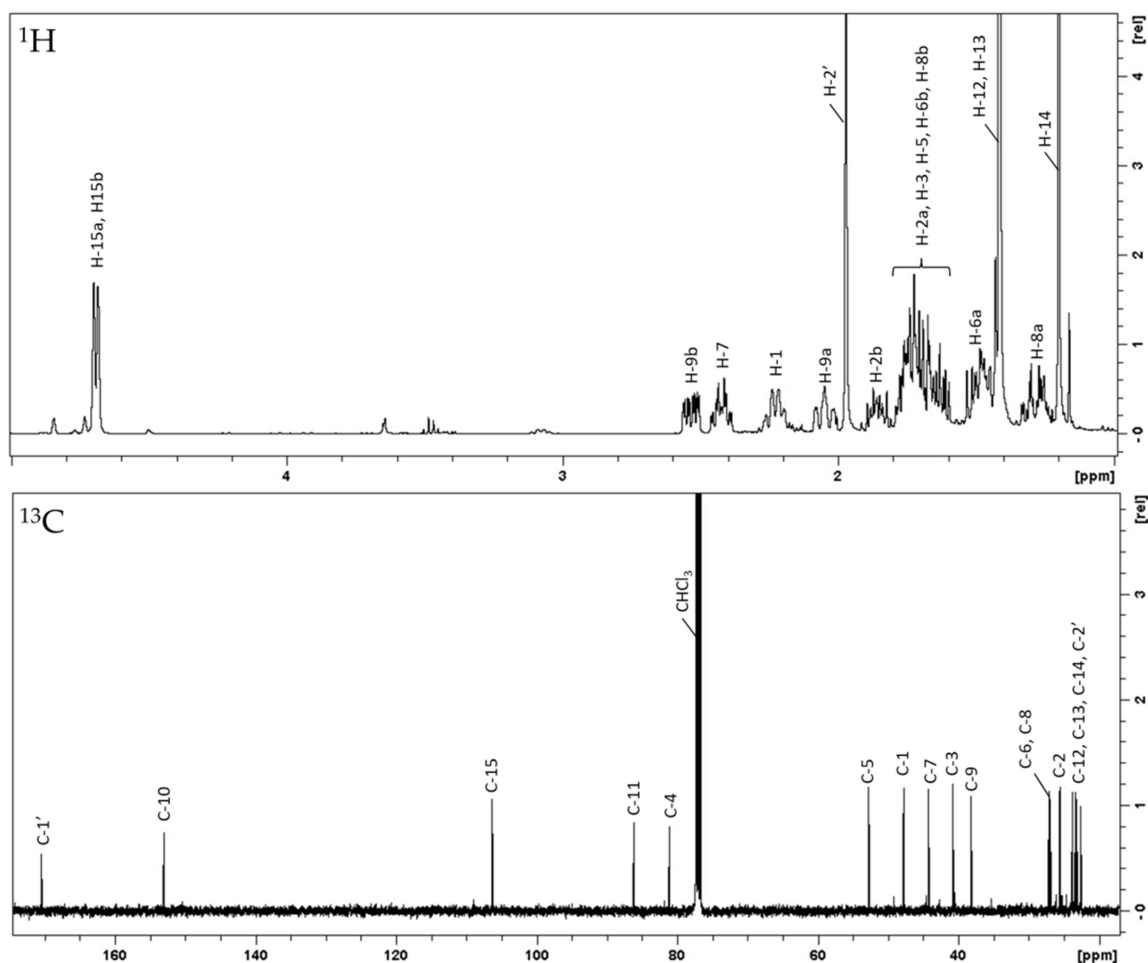 ¹H
[rel]
4
3
2
1
0
H-15a, H15b
H-9b
H-7
H-1
H-9a
H-2'
H-2b
H-2a, H-3, H-5, H-6b, H-8b
H-6a
H-12, H-13
H-8a
H-14
4
3
2
[ppm]
¹³C
[rel]
3
2
1
0
C-1'
C-10
C-15
C-11
C-4
CHCl₃
C-5
C-1
C-7
C-3
C-9
C-6, C-8
C-2
C-12, C-13, C-14, C-2'
160
140
120
100
80
60
40
[ppm]